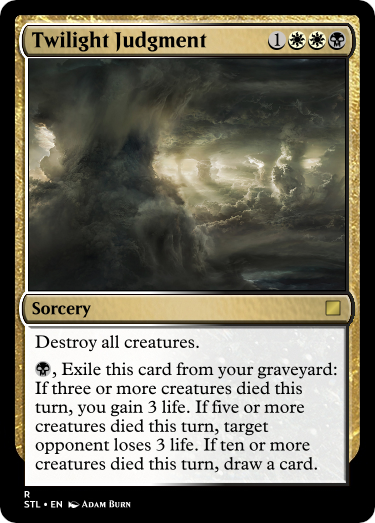 Twilight Judgment 1
Sorcery
Destroy all creatures.
, Exile this card from your graveyard:
If three or more creatures died this
turn, you gain 3 life. If five or more
creatures died this turn, target
opponent loses 3 life. If ten or more
creatures died this turn, draw a card.
R
STL • EN Adam Burn